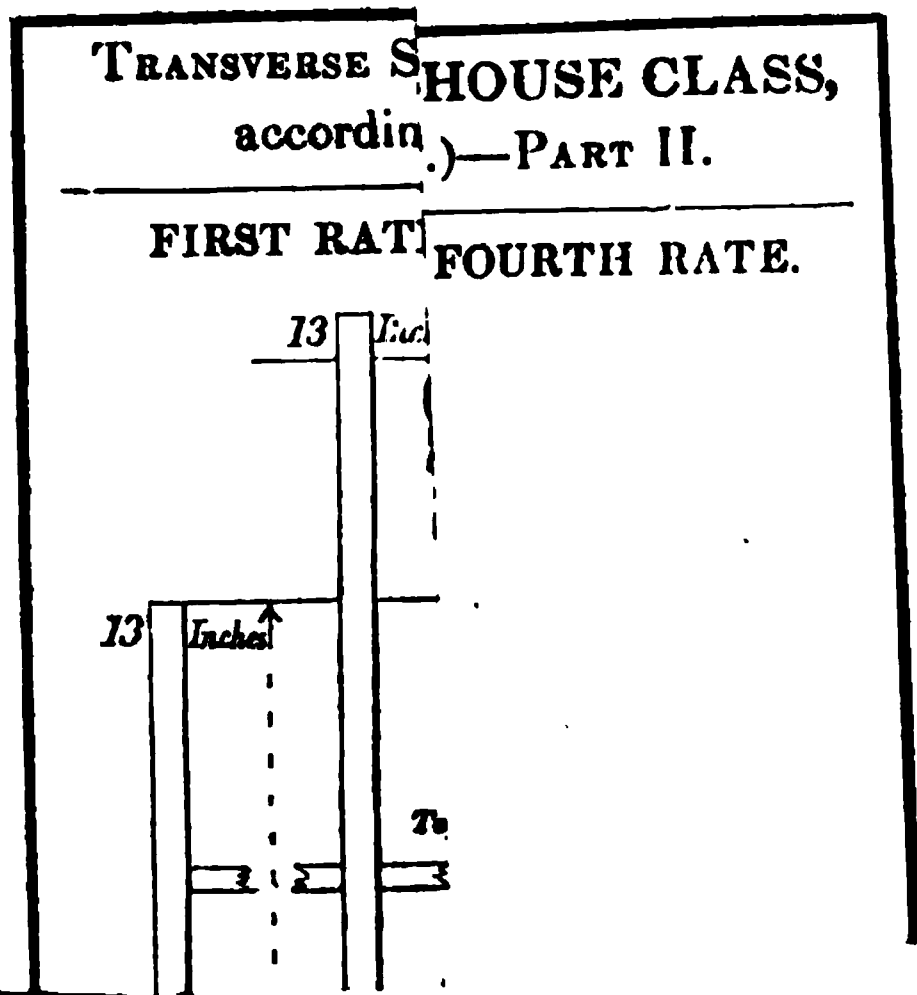 TRANSVERSE S
HOUSE CLASS,
accordin
.)—PART II.
FIRST RAT
FOURTH RATE.
13
13 Inches